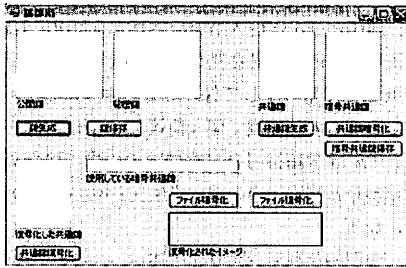 公開鍵
秘密鍵
共通鍵
暗号共通鍵
鍵生成
鍵保存
共通鍵生成
共通鍵暗号化
暗号共通鍵保存
使用している暗号共通鍵
ファイル暗号化
ファイル復号化
復号化した共通鍵
共通鍵復号化
復号化されたイメージ